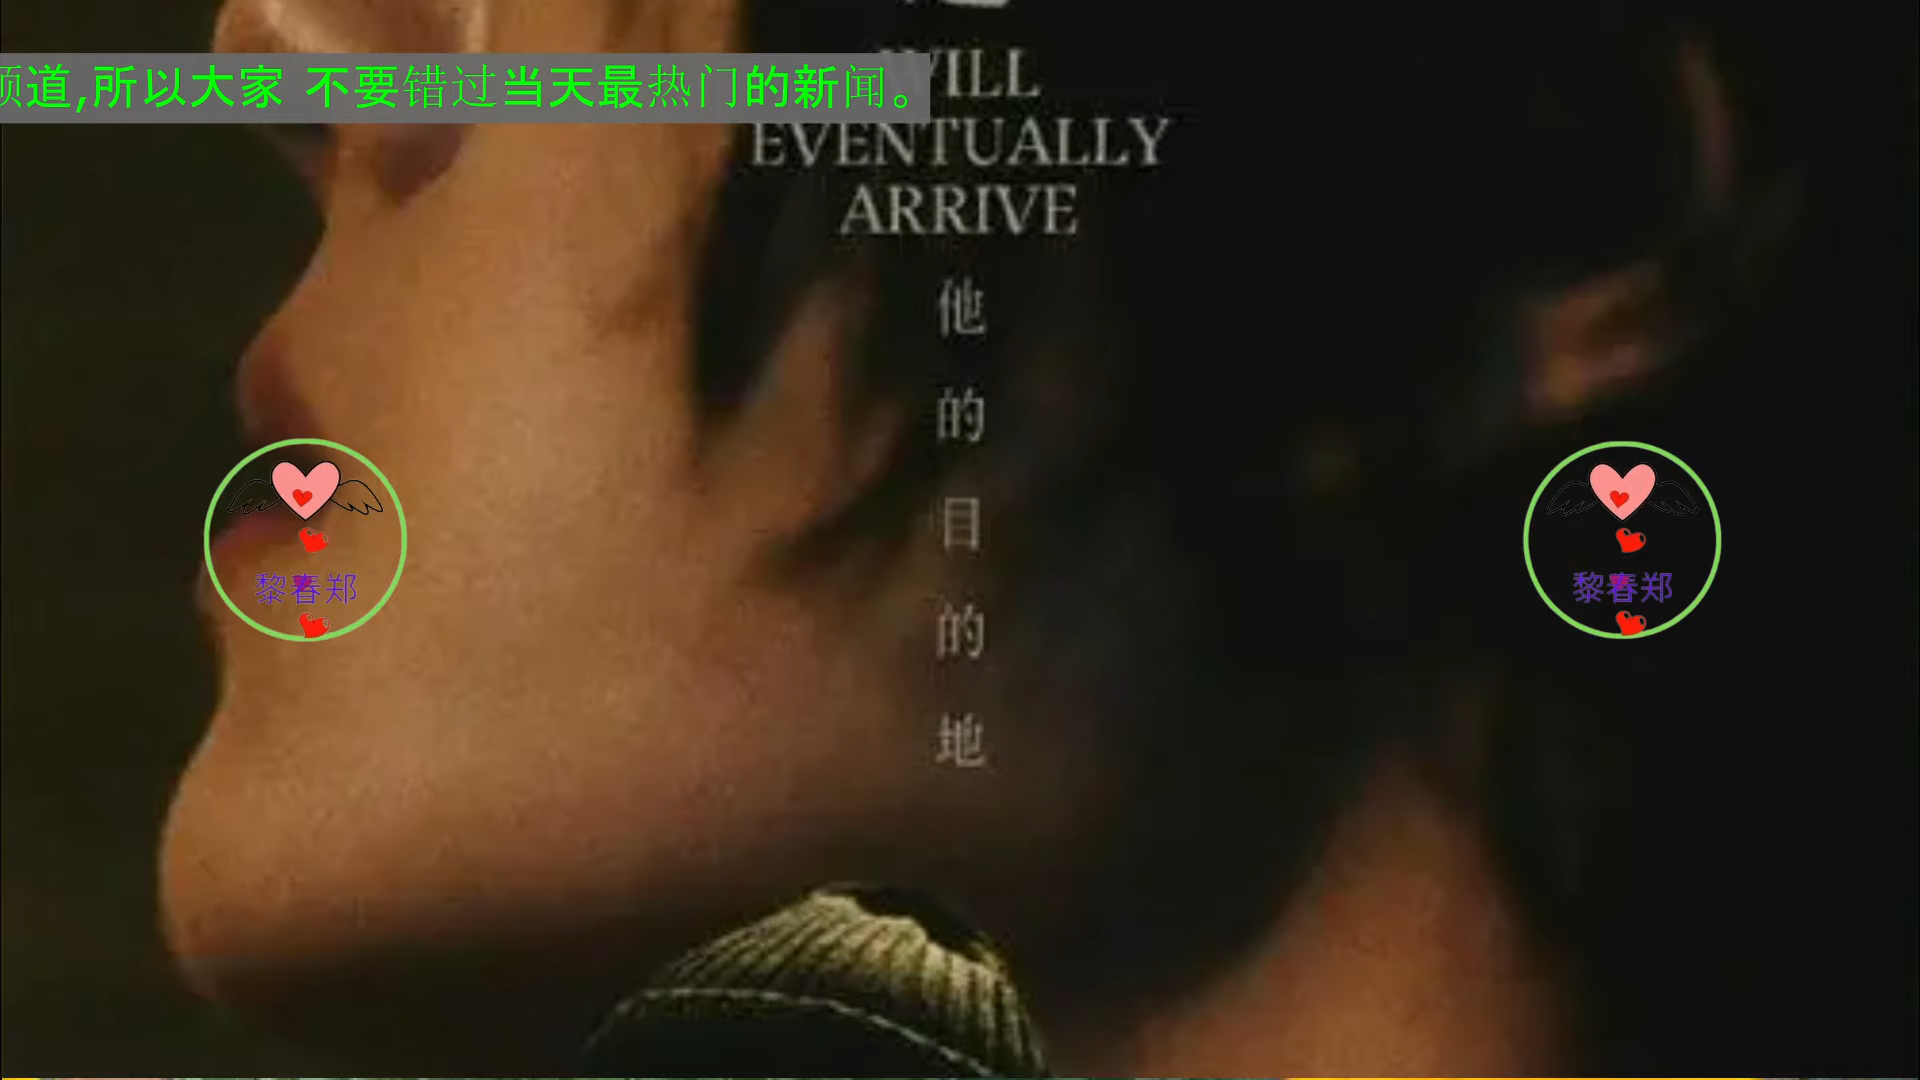 道,所以大家 不要错过当天最热门的新闻。
WILL
EVENTUALLY
ARRIVE
他
的
目
的
地
黎春郑
黎春郑